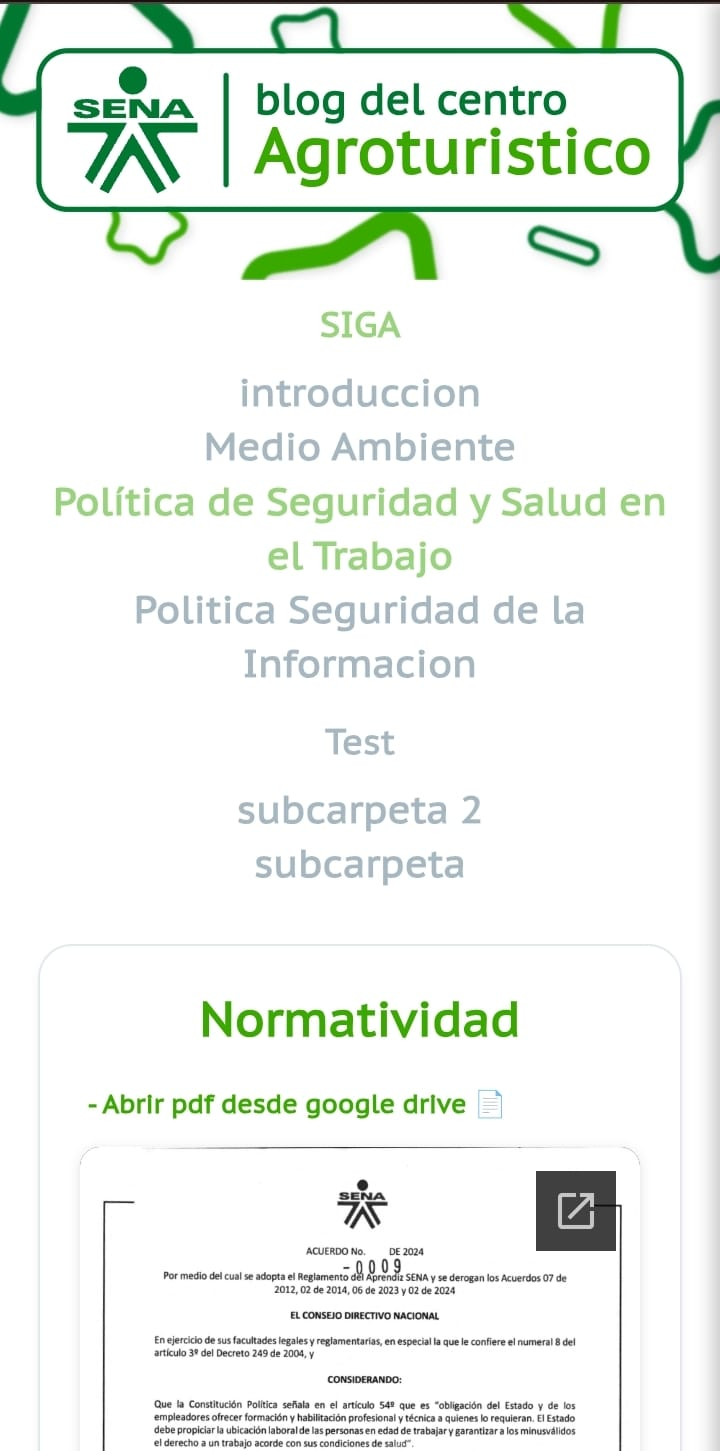 SENA
blog del centro
Agroturistico
SIGA
introduccion
Medio Ambiente
Política de Seguridad y Salud en
el Trabajo
Politica Seguridad de la
Informacion
Test
subcarpeta 2
subcarpeta
Normatividad
- Abrir pdf desde google drive
SENA
ACUERDO No. DE 2024
- 0009
Por medio del cual se adopta el Reglamento del Aprendiz SENA y se derogan los Acuerdos 07 de
2012, 02 de 2014, 06 de 2023 y 02 de 2024
EL CONSEJO DIRECTIVO NACIONAL
En ejercicio de sus facultades legales y reglamentarias, en especial la que le confiere el numeral 8 del
artículo 3º del Decreto 249 de 2004, y
CONSIDERANDO:
Que la Constitución Política señala en el artículo 54º que es "obligación del Estado y de los
empleadores ofrecer formación y habilitación profesional y técnica a quienes lo requieran. El Estado
debe propiciar la ubicación laboral de las personas en edad de trabajar y garantizar a los minusválidos
el derecho a un trabajo acorde con sus condiciones de salud".